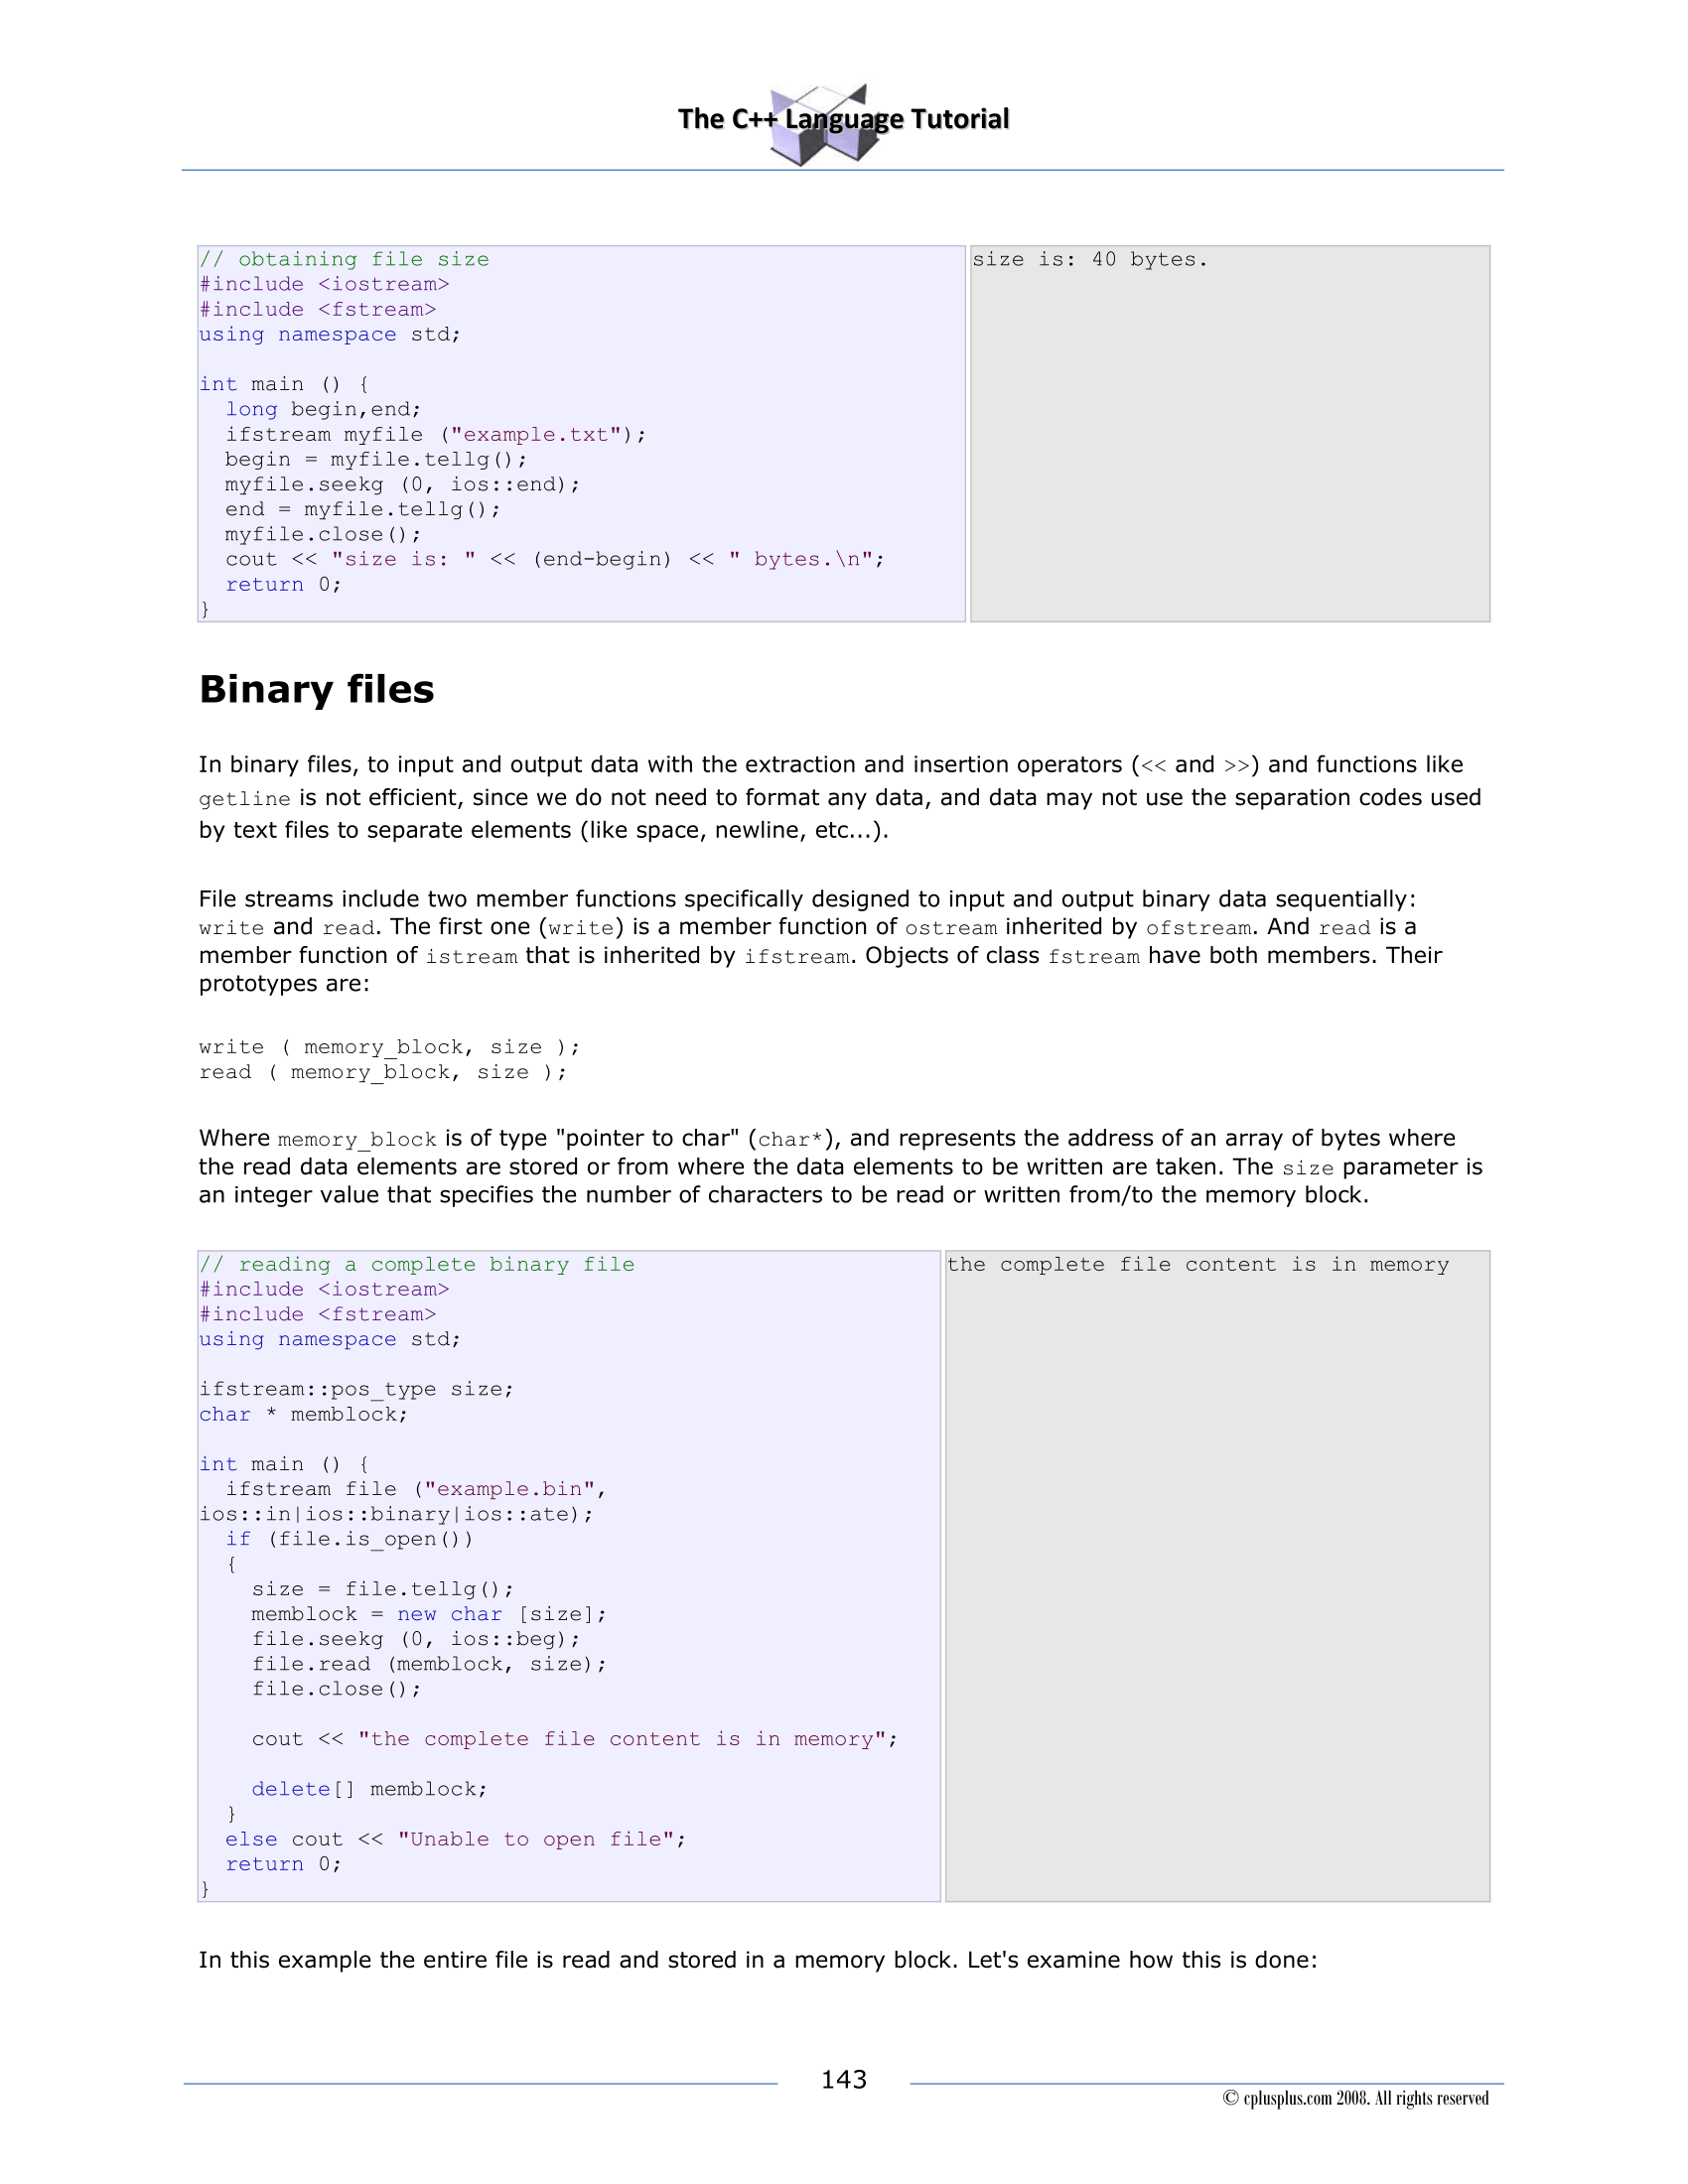 The C++ Language Tutorial
// obtaining file size
#include <iostream>
#include <fstream>
using namespace std;
int main () {
  long begin,end;
  ifstream myfile ("example.txt");
  begin = myfile.tellg();
  myfile.seekg (0, ios::end);
  end = myfile.tellg();
  myfile.close();
  cout << "size is: " << (end-begin) << " bytes.\n";
  return 0;
}
size is: 40 bytes.
Binary files
In binary files, to input and output data with the extraction and insertion operators (<< and >>) and functions like
getline is not efficient, since we do not need to format any data, and data may not use the separation codes used
by text files to separate elements (like space, newline, etc...).
File streams include two member functions specifically designed to input and output binary data sequentially:
write and read. The first one (write) is a member function of ostream inherited by ofstream. And read is a
member function of istream that is inherited by ifstream. Objects of class fstream have both members. Their
prototypes are:
write ( memory_block, size );
read ( memory_block, size );
Where memory_block is of type "pointer to char" (char*), and represents the address of an array of bytes where
the read data elements are stored or from where the data elements to be written are taken. The size parameter is
an integer value that specifies the number of characters to be read or written from/to the memory block.
// reading a complete binary file
#include <iostream>
#include <fstream>
using namespace std;
ifstream::pos_type size;
char * memblock;
int main () {
  ifstream file ("example.bin",
ios::in|ios::binary|ios::ate);
  if (file.is_open())
  {
    size = file.tellg();
    memblock = new char [size];
    file.seekg (0, ios::beg);
    file.read (memblock, size);
    file.close();
    cout << "the complete file content is in memory";
    delete[] memblock;
  }
  else cout << "Unable to open file";
  return 0;
}
the complete file content is in memory
In this example the entire file is read and stored in a memory block. Let's examine how this is done:
143
© cplusplus.com 2008. All rights reserved